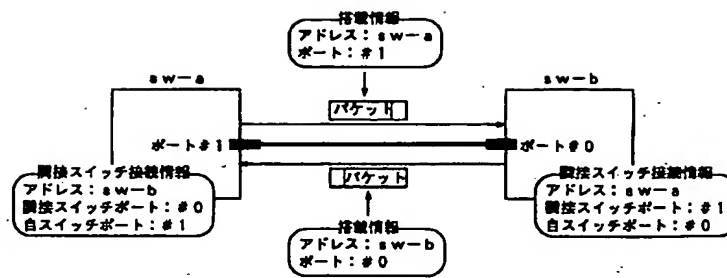 搭載情報
アドレス：sw－a
ポート：#1
sw－a
sw－b
パケット
ポート#1
ポート#0
パケット
隣接スイッチ接続情報
アドレス：sw－b
隣接スイッチポート：#0
自スイッチポート：#1
隣接スイッチ接続情報
アドレス：sw－a
隣接スイッチポート：#1
自スイッチポート：#0
搭載情報
アドレス：sw－b
ポート：#0